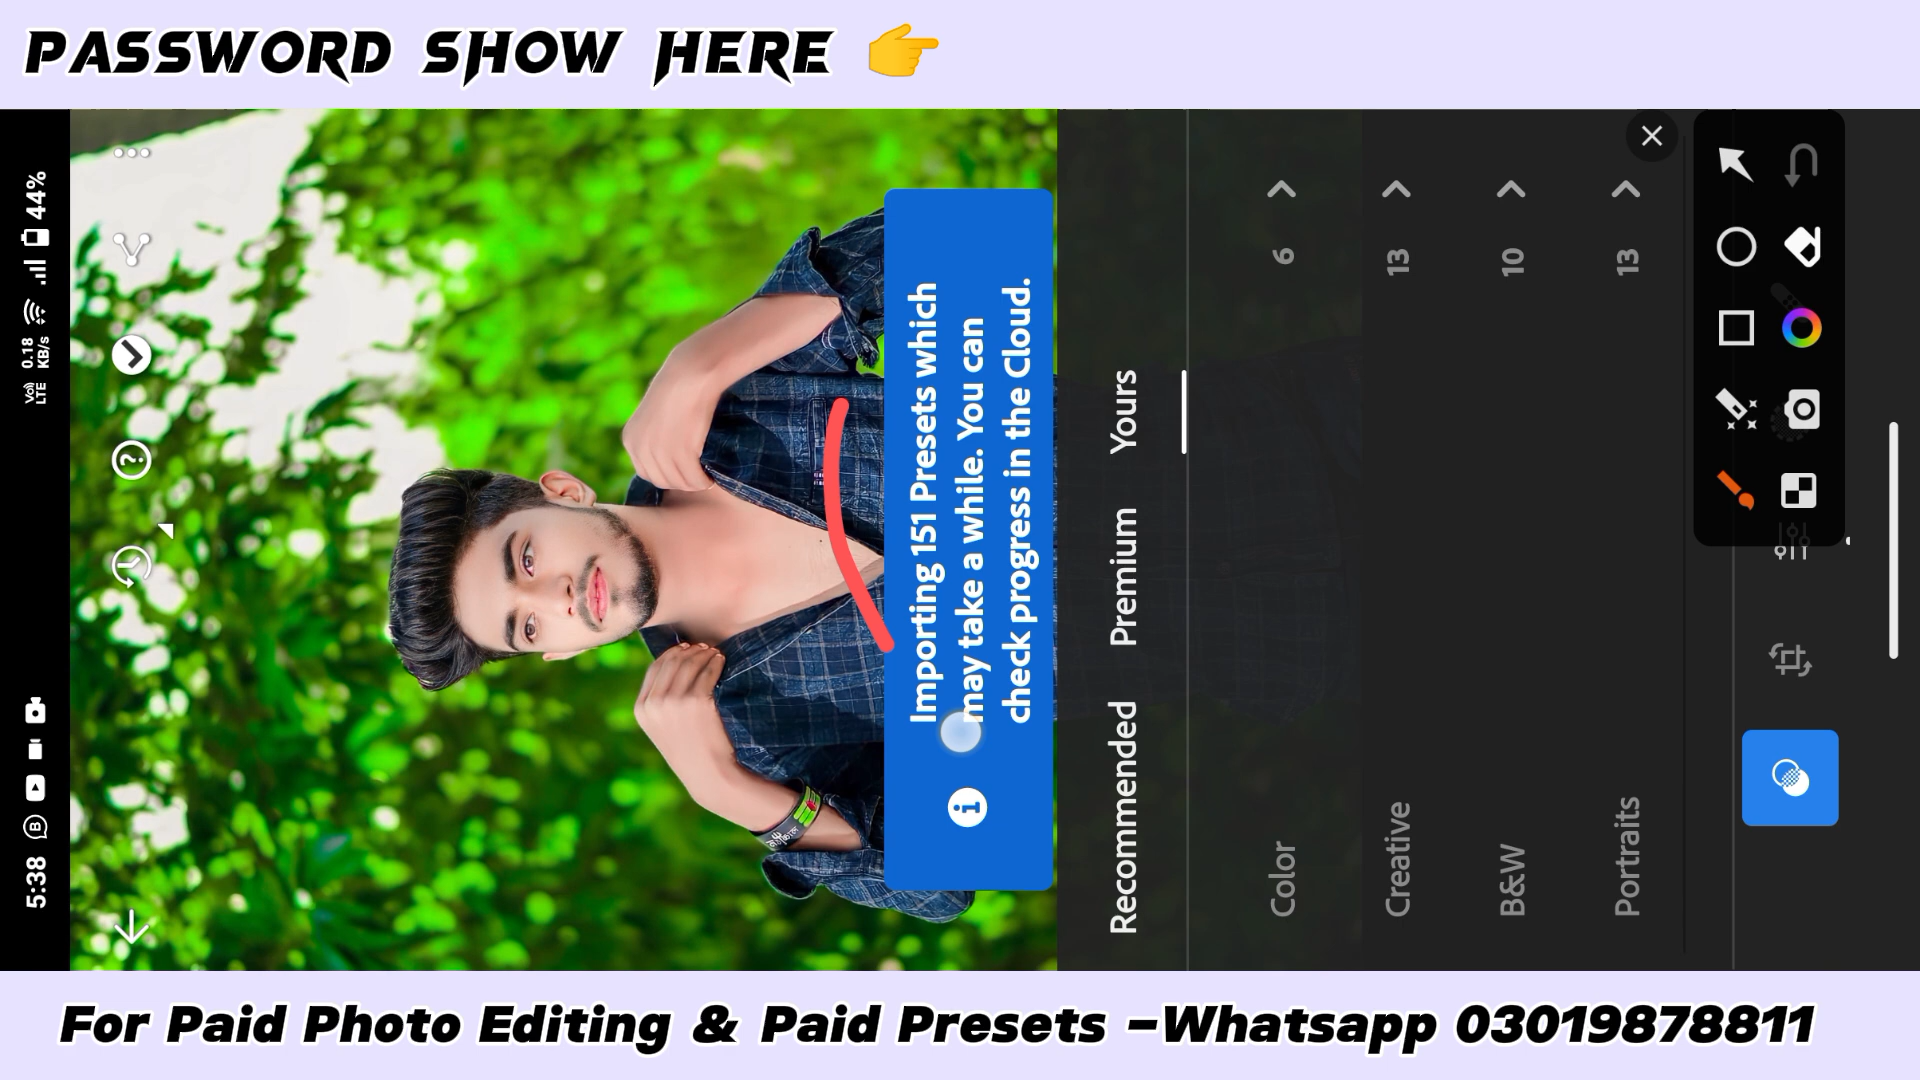 PASSWORD SHOW HERE 👉
5:38
VoLTE 0.18 KB/s 44%
Importing 151 Presets which
may take a while. You can
check progress in the Cloud.
Recommended Premium Yours
Color 6
Creative 13
B&W 10
Portraits 13
For Paid Photo Editing & Paid Presets -Whatsapp 03019878811